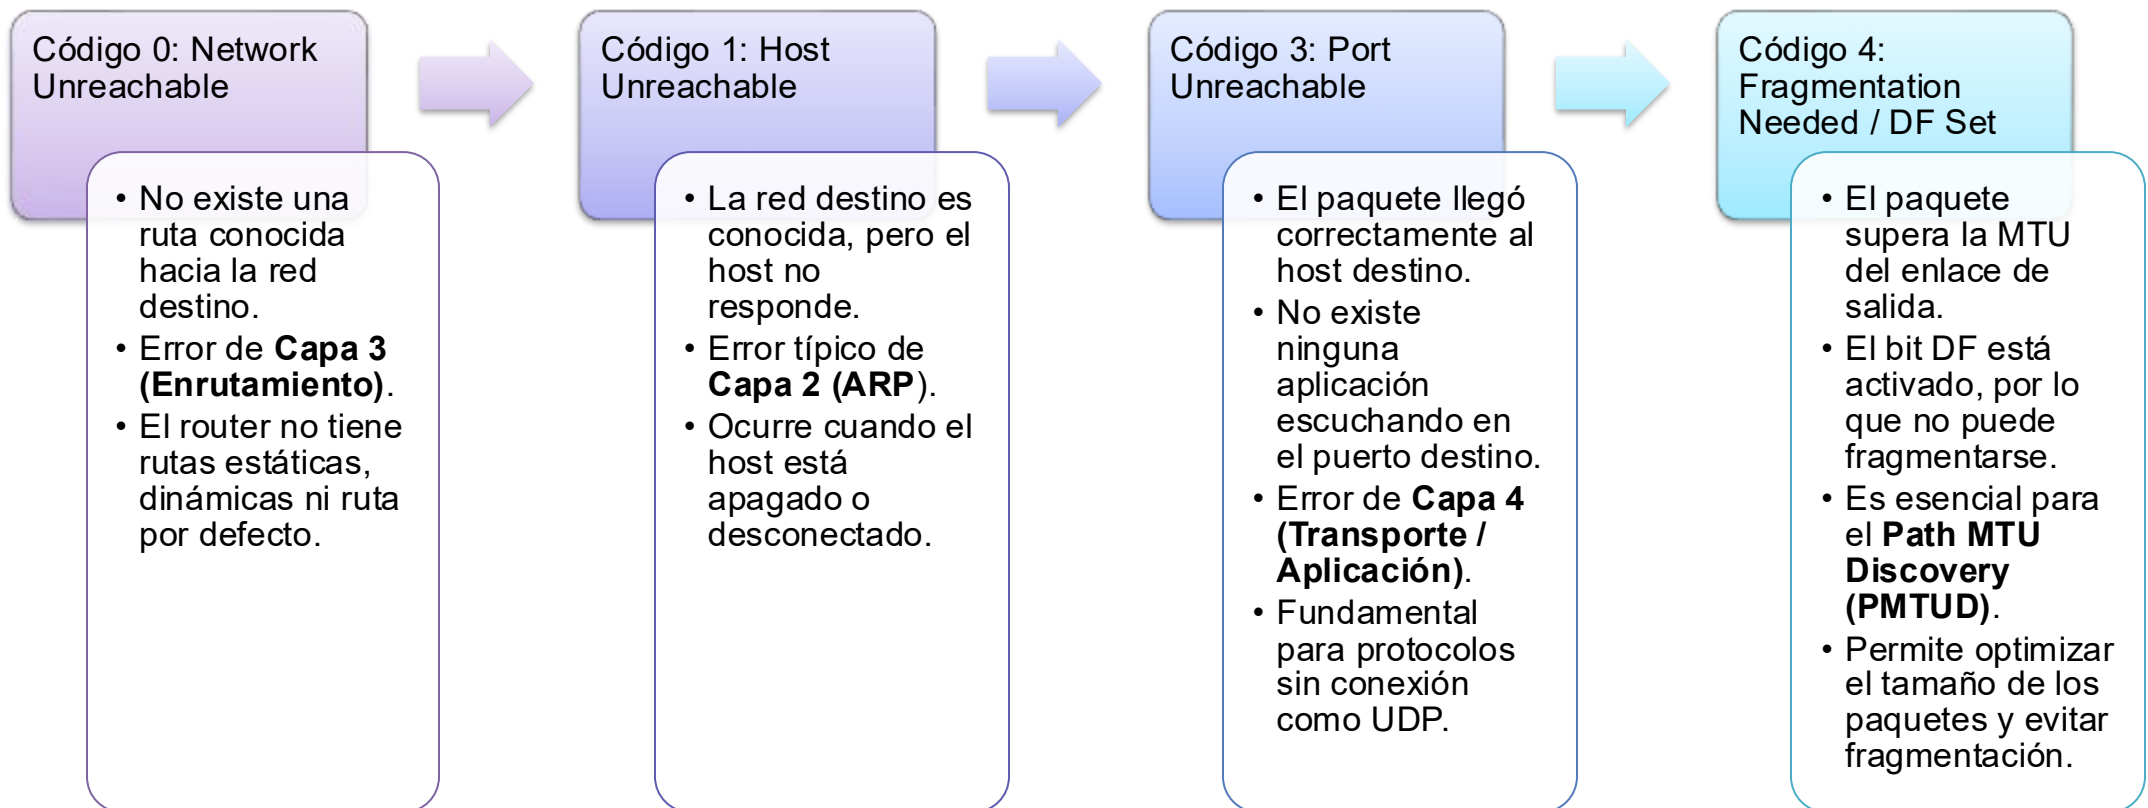 Código 0: Network
Unreachable
• No existe una
ruta conocida
hacia la red
destino.
• Error de Capa 3
(Enrutamiento).
• El router no tiene
rutas estáticas,
dinámicas ni ruta
por defecto.
Código 1: Host
Unreachable
• La red destino es
conocida, pero el
host no
responde.
• Error típico de
Capa 2 (ARP).
• Ocurre cuando el
host está
apagado o
desconectado.
Código 3: Port
Unreachable
• El paquete llegó
correctamente al
host destino.
• No existe
ninguna
aplicación
escuchando en
el puerto destino.
• Error de Capa 4
(Transporte /
Aplicación).
• Fundamental
para protocolos
sin conexión
como UDP.
Código 4:
Fragmentation
Needed / DF Set
• El paquete
supera la MTU
del enlace de
salida.
• El bit DF está
activado, por lo
que no puede
fragmentarse.
• Es esencial para
el Path MTU
Discovery
(PMTUD).
• Permite optimizar
el tamaño de los
paquetes y evitar
fragmentación.